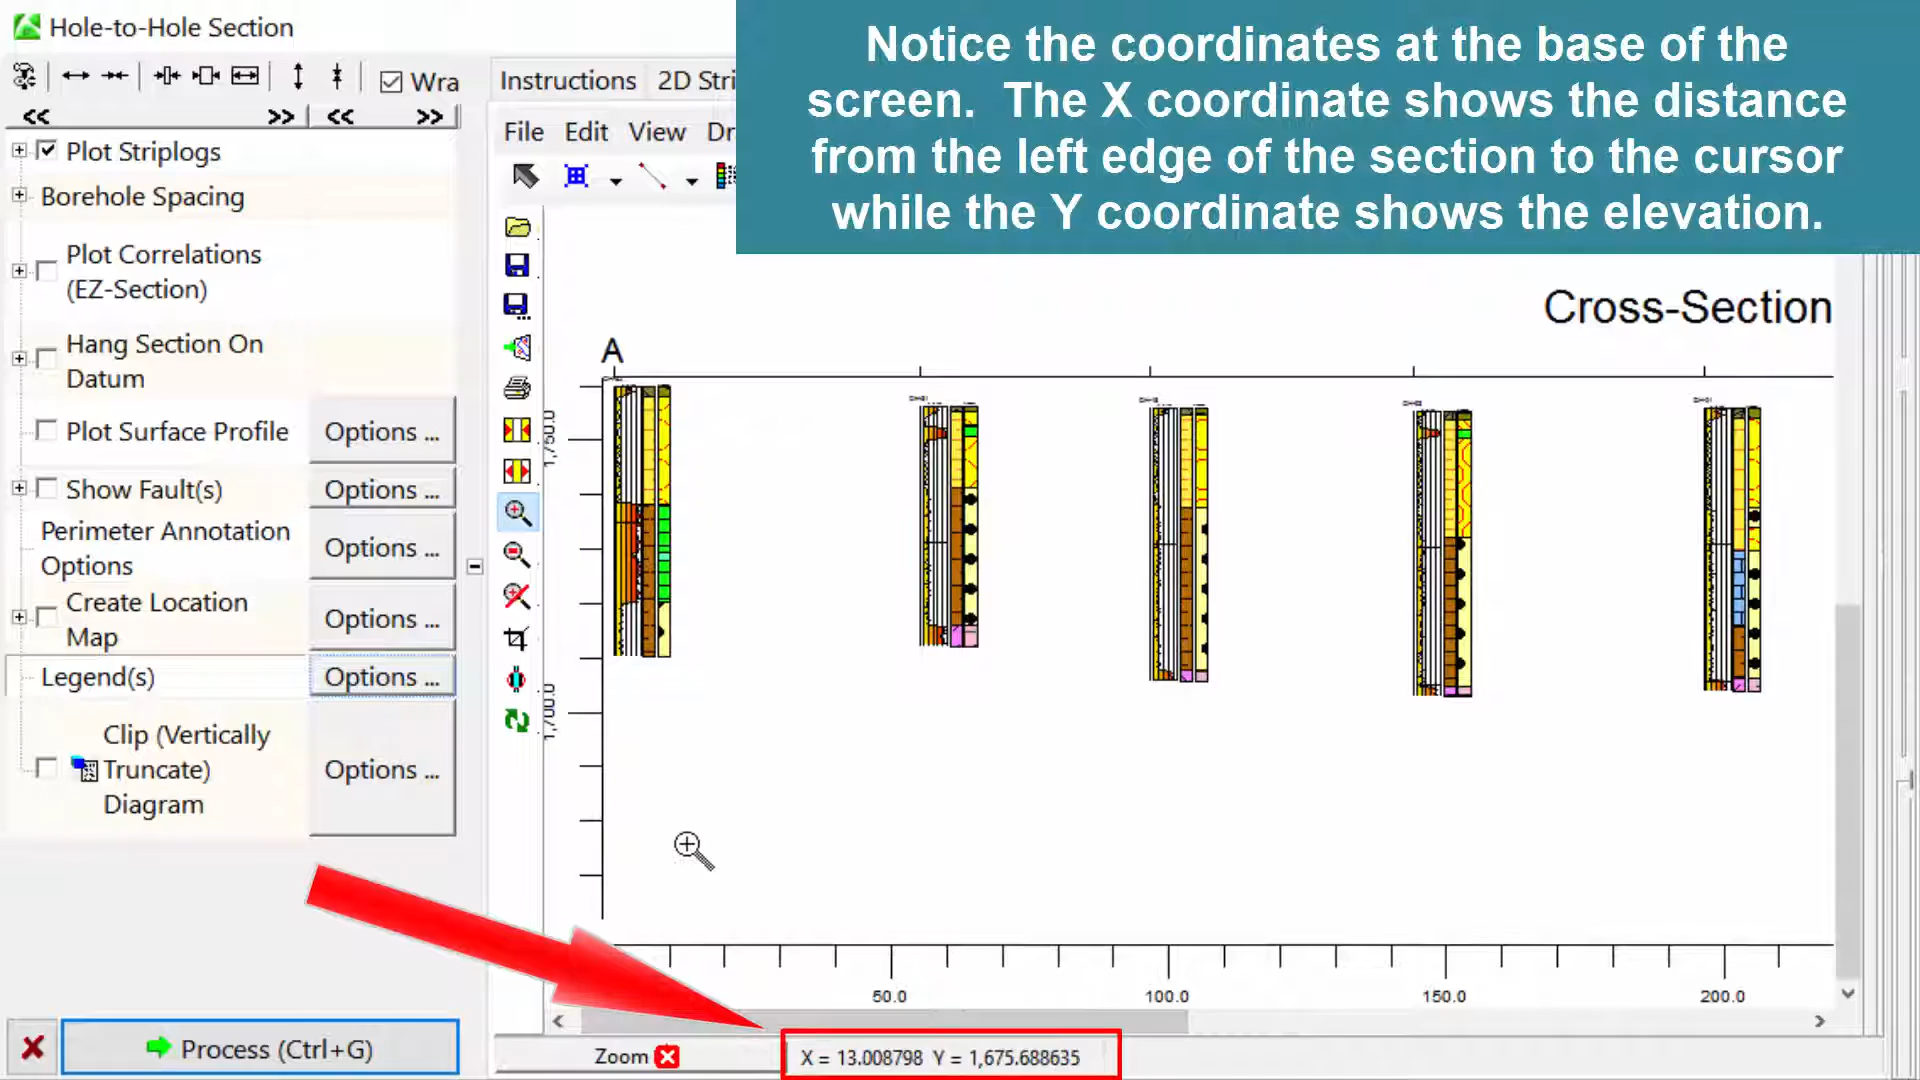 Hole-to-Hole Section
Notice the coordinates at the base of the
screen. The X coordinate shows the distance
from the left edge of the section to the cursor
while the Y coordinate shows the elevation.
Wra
<< >> << >>
Plot Striplogs
Borehole Spacing
Plot Correlations
(EZ-Section)
Hang Section On
Datum
Plot Surface Profile
Options ...
Show Fault(s)
Options ...
Perimeter Annotation
Options
Options ...
Create Location
Map
Options ...
Legend(s)
Options ...
Clip (Vertically
Truncate)
Diagram
Options ...
Process (Ctrl+G)
Instructions 2D Stri
File Edit View Dr
Cross-Section
A
1,750.0
1,700.0
50.0 100.0 150.0 200.0
Zoom
X = 13.008798 Y = 1,675.688635